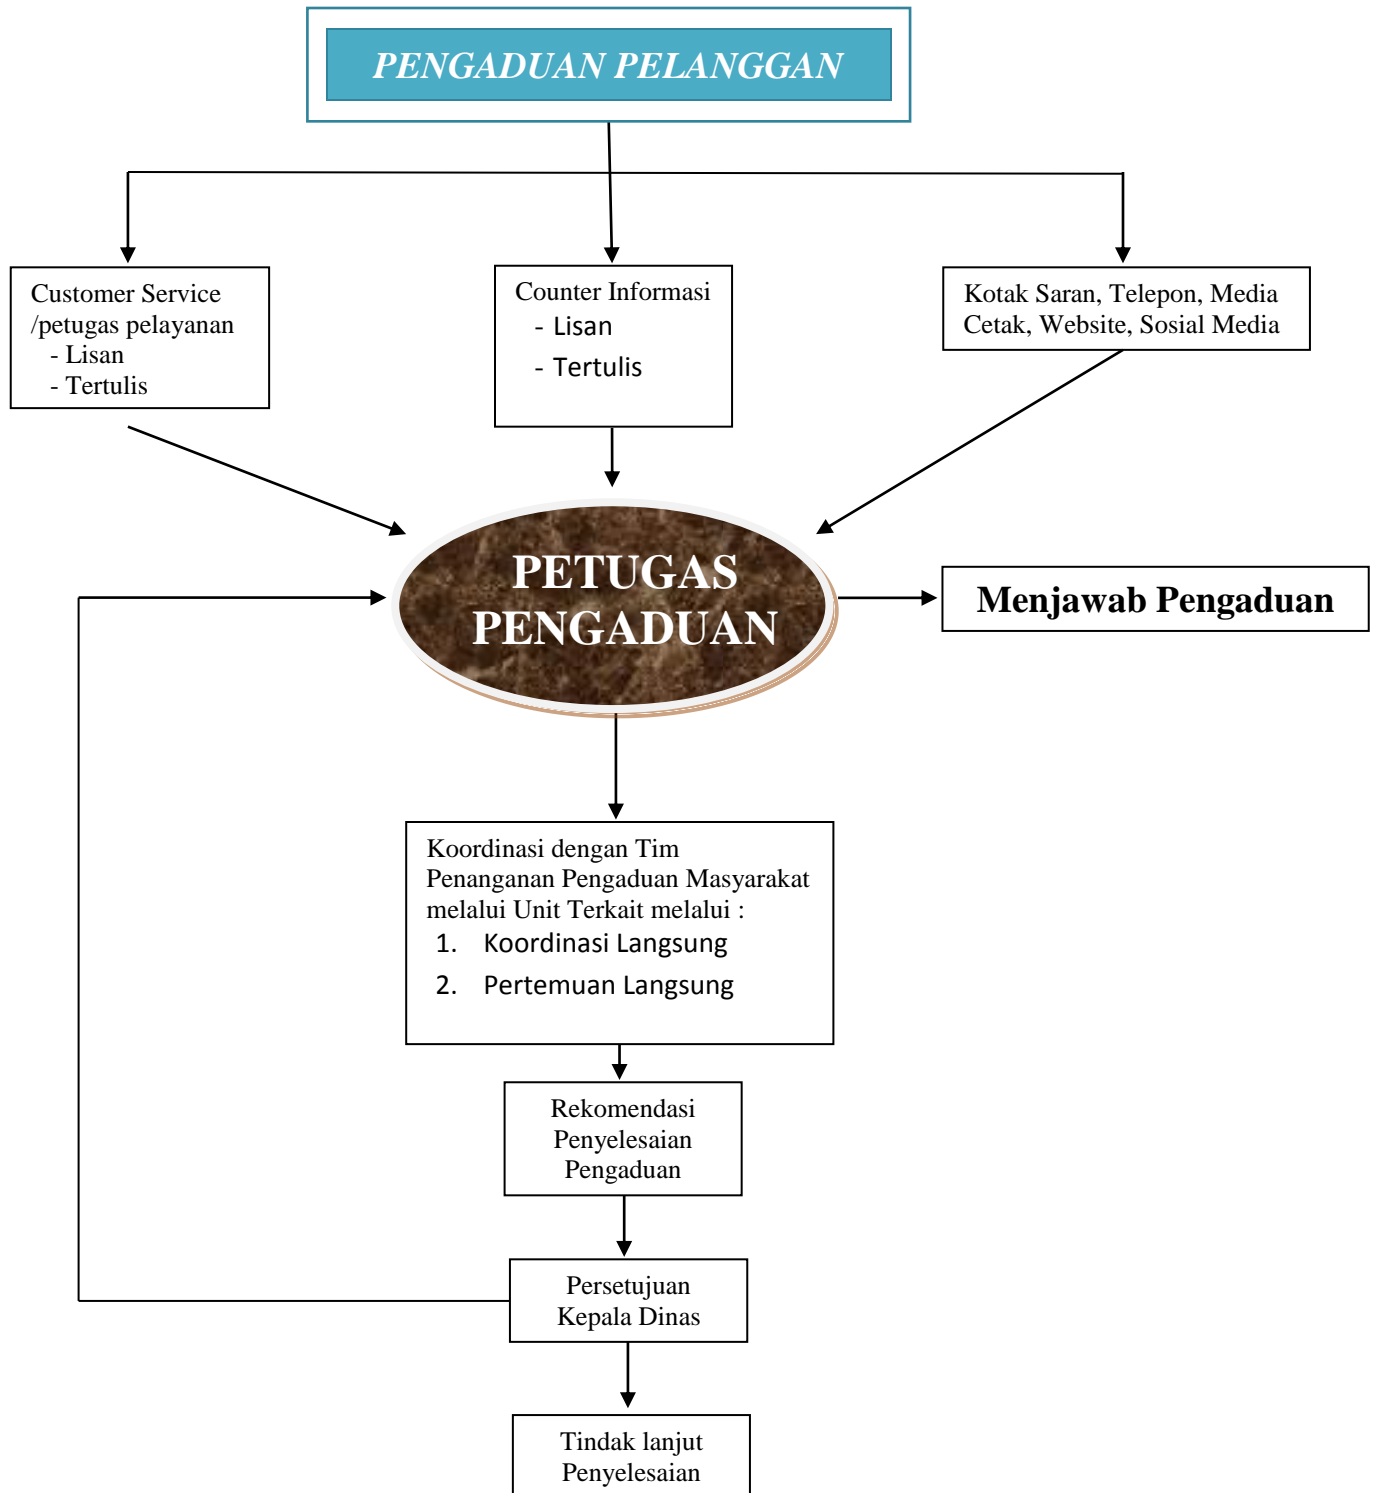 PENGADUAN PELANGGAN
Customer Service
/petugas pelayanan
- Lisan
- Tertulis
Counter Informasi
- Lisan
- Tertulis
Kotak Saran, Telepon, Media
Cetak, Website, Sosial Media
PETUGAS
PENGADUAN
Menjawab Pengaduan
Koordinasi dengan Tim
Penanganan Pengaduan Masyarakat
melalui Unit Terkait melalui :
1. Koordinasi Langsung
2. Pertemuan Langsung
Rekomendasi
Penyelesaian
Pengaduan
Persetujuan
Kepala Dinas
Tindak lanjut
Penyelesaian